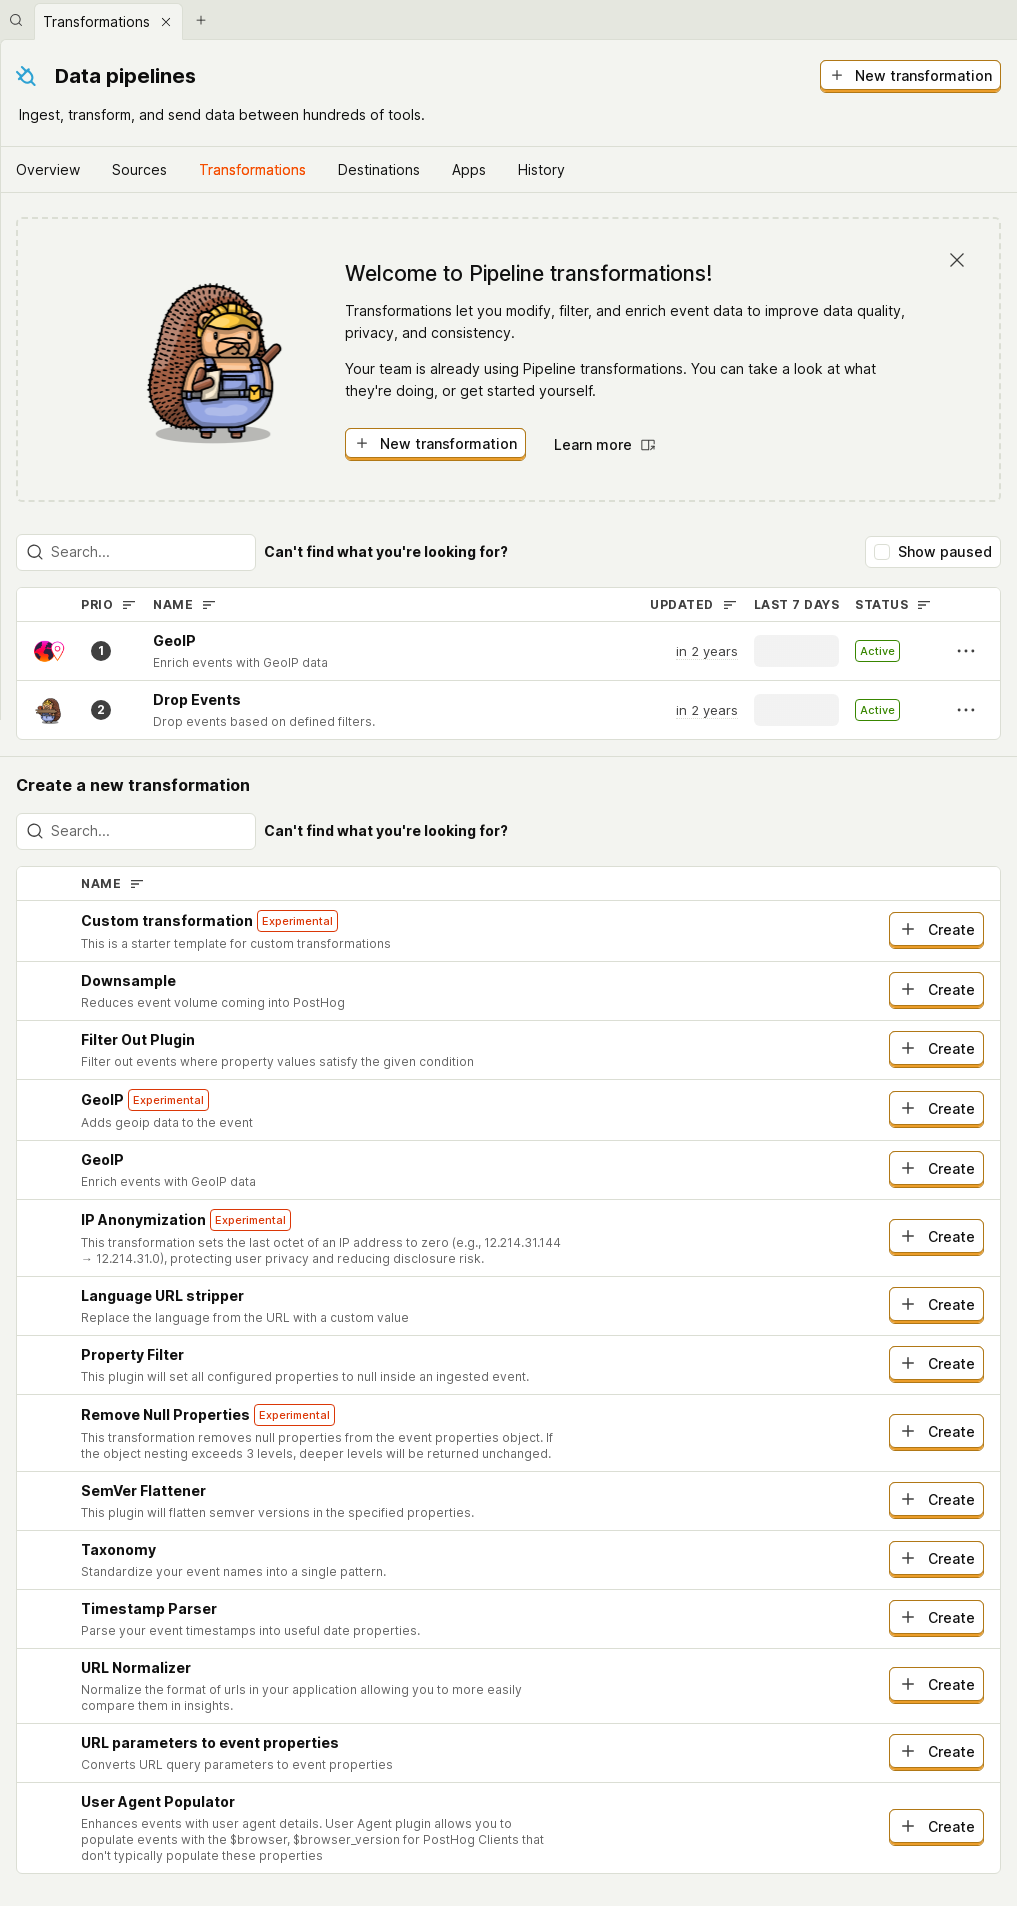 Transformations
Data pipelines
New transformation
Ingest, transform, and send data between hundreds of tools.
Overview Sources Transformations Destinations Apps History
Welcome to Pipeline transformations!
Transformations let you modify, filter, and enrich event data to improve data quality,
privacy, and consistency.
Your team is already using Pipeline transformations. You can take a look at what
they're doing, or get started yourself.
New transformation Learn more
Search... Can't find what you're looking for? Show paused
PRIO NAME UPDATED LAST 7 DAYS STATUS
1 GeoIP in 2 years Active
Enrich events with GeoIP data
2 Drop Events in 2 years Active
Drop events based on defined filters.
Create a new transformation
Search... Can't find what you're looking for?
NAME
Custom transformation Experimental Create
This is a starter template for custom transformations
Downsample Create
Reduces event volume coming into PostHog
Filter Out Plugin Create
Filter out events where property values satisfy the given condition
GeoIP Experimental Create
Adds geoip data to the event
GeoIP Create
Enrich events with GeoIP data
IP Anonymization Experimental Create
This transformation sets the last octet of an IP address to zero (e.g., 12.214.31.144
→ 12.214.31.0), protecting user privacy and reducing disclosure risk.
Language URL stripper Create
Replace the language from the URL with a custom value
Property Filter Create
This plugin will set all configured properties to null inside an ingested event.
Remove Null Properties Experimental Create
This transformation removes null properties from the event properties object. If
the object nesting exceeds 3 levels, deeper levels will be returned unchanged.
SemVer Flattener Create
This plugin will flatten semver versions in the specified properties.
Taxonomy Create
Standardize your event names into a single pattern.
Timestamp Parser Create
Parse your event timestamps into useful date properties.
URL Normalizer Create
Normalize the format of urls in your application allowing you to more easily
compare them in insights.
URL parameters to event properties Create
Converts URL query parameters to event properties
User Agent Populator Create
Enhances events with user agent details. User Agent plugin allows you to
populate events with the $browser, $browser_version for PostHog Clients that
don't typically populate these properties